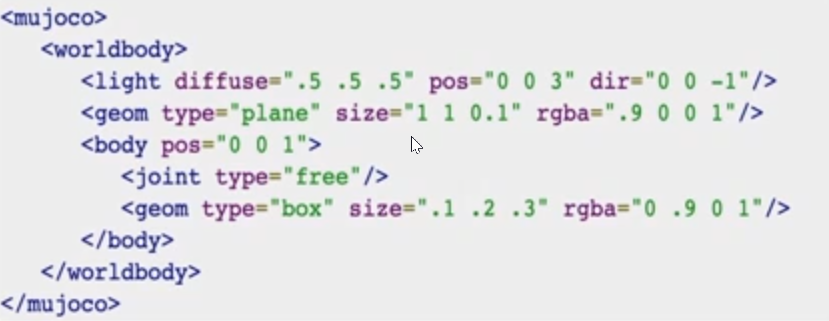 <mujoco>
<worldbody>
<light diffuse=".5 .5 .5" pos="0 0 3" dir="0 0 -1"/>
<geom type="plane" size="1 1 0.1" rgba=".9 0 0 1"/>
<body pos="0 0 1">
<joint type="free"/>
<geom type="box" size=".1 .2 .3" rgba="0 .9 0 1"/>
</body>
</worldbody>
</mujoco>